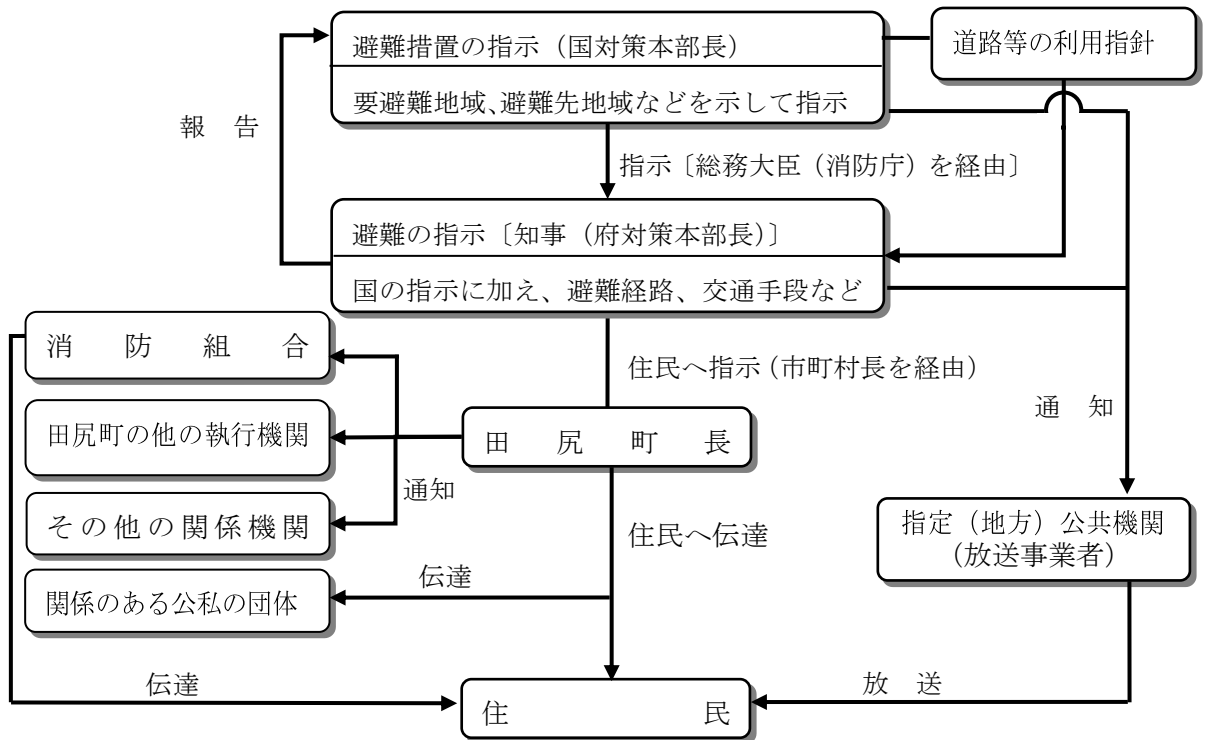 避難措置の指示（国対策本部長）
要避難地域、避難先地域などを示して指示
道路等の利用指針
報　告
指示〔総務大臣（消防庁）を経由〕
避難の指示〔知事（府対策本部長）〕
国の指示に加え、避難経路、交通手段など
消　防　組　合
住民へ指示（市町村長を経由）
通　知
田尻町の他の執行機関
田　尻　町　長
通知
その他の関係機関
住民へ伝達
指定（地方）公共機関
（放送事業者）
伝達
関係のある公私の団体
伝達
放　送
住　民